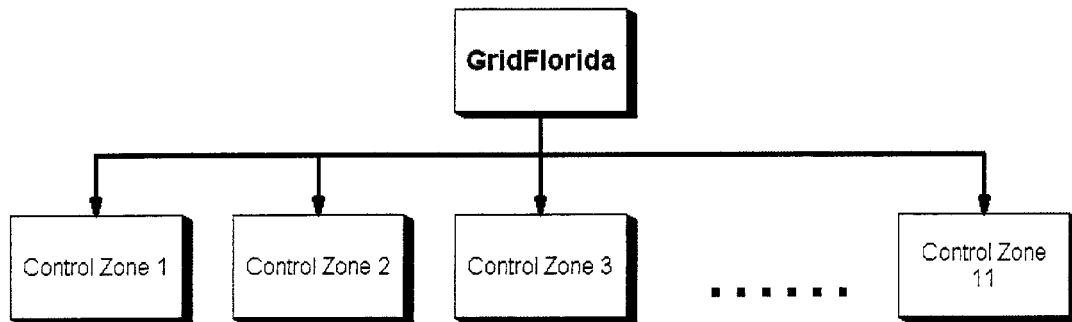 GridFlorida
Control Zone 1
Control Zone 2
Control Zone 3
Control Zone
11